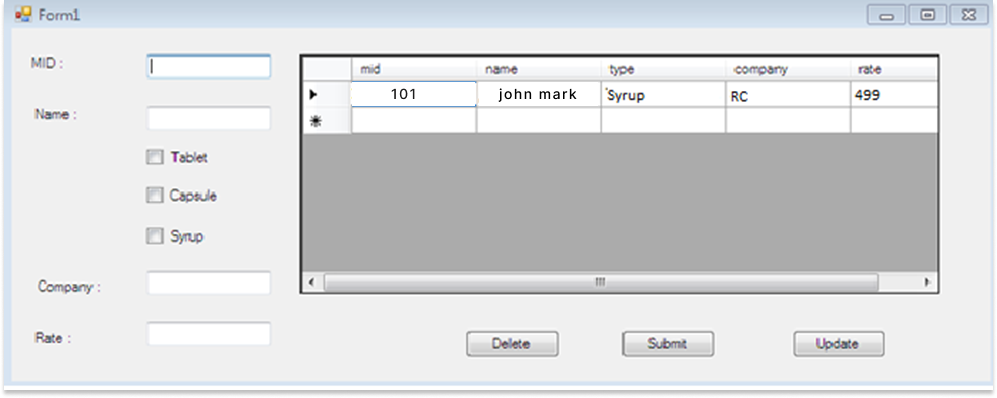 Form1
MID :
Name :
Tablet
Capsule
Syrup
Company :
Rate :
mid name type company rate
101 john mark Syrup RC 499
Delete Submit Update